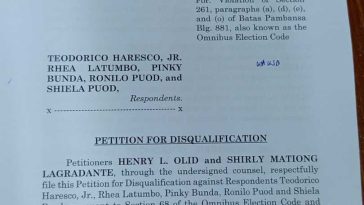 261, paragraphs (a), (d), (e),
and (o) of Batas Pambansa
Blg. 881, also known as the
Omnibus Election Code
TEODORICO HARESCO, JR.
RHEA LATUMBO, PINKY
BUNDA, RONILO PUOD, and
SHIELA PUOD,
Respondents.
x ------------------------------- x
PETITION FOR DISQUALIFICATION
Petitioners HENRY L. OLID and SHIRLY MATIONG
LAGRADANTE, through the undersigned counsel, respectfully
file this Petition for Disqualification against Respondents Teodorico
Haresco, Jr., Rhea Latumbo, Pinky Bunda, Ronilo Puod and Shiela
Section 68 of the Omnibus Election Code and